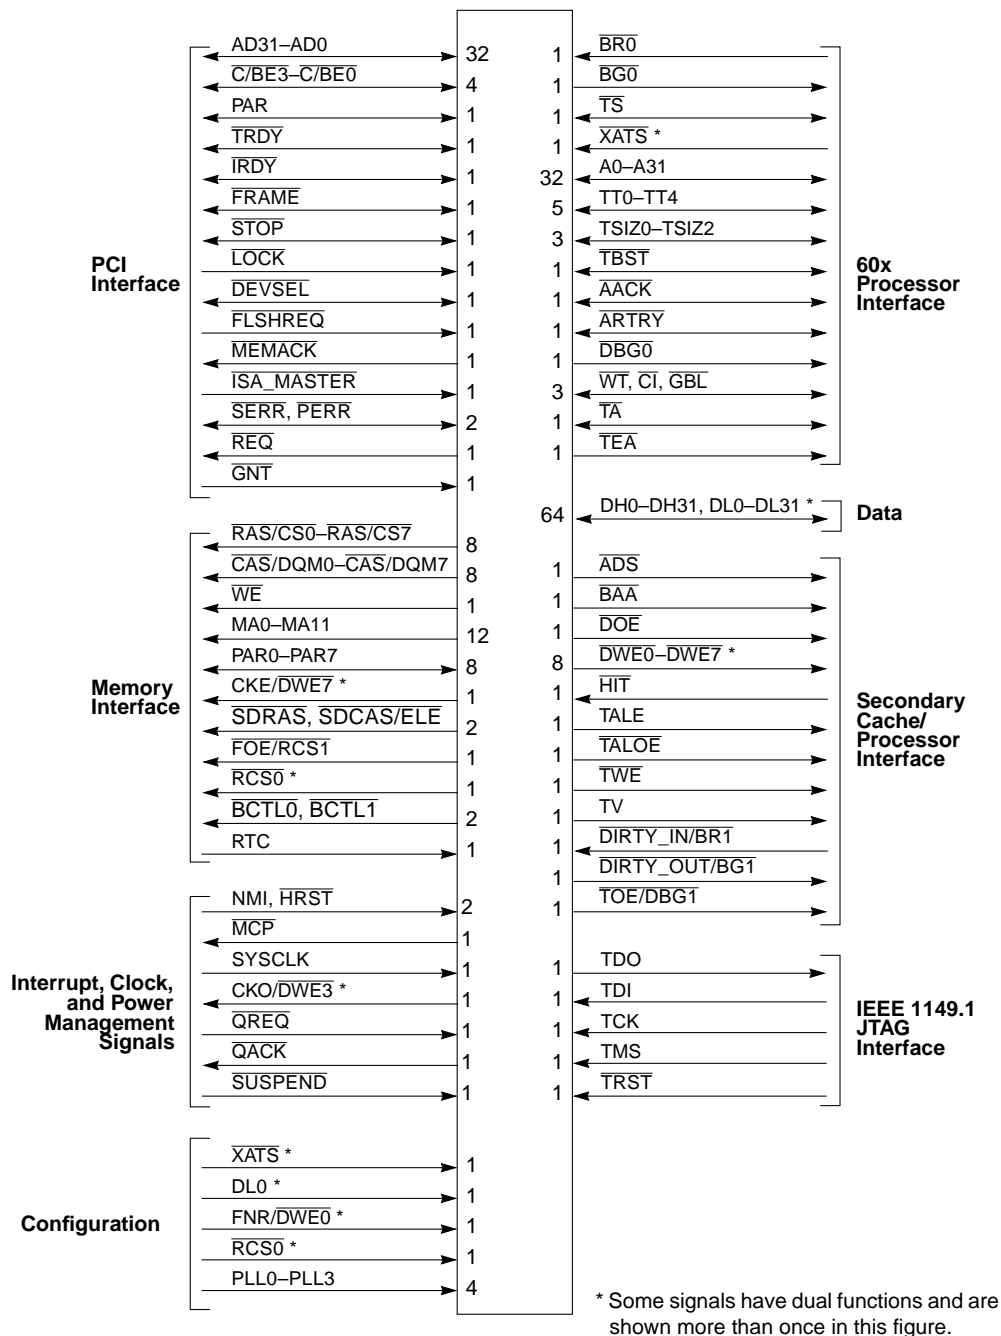 PCI
Interface
AD31–AD0 32
C/BE3–C/BE0 4
PAR 1
TRDY 1
IRDY 1
FRAME 1
STOP 1
LOCK 1
DEVSEL 1
FLSHREQ 1
MEMACK 1
ISA_MASTER 1
SERR, PERR 2
REQ 1
GNT 1
Memory
Interface
RAS/CS0–RAS/CS7 8
CAS/DQM0–CAS/DQM7 8
WE 1
MA0–MA11 12
PAR0–PAR7 8
CKE/DWE7 * 1
SDRAS, SDCAS/ELE 2
FOE/RCS1 1
RCS0 * 1
BCTL0, BCTL1 2
RTC 1
Interrupt, Clock,
and Power
Management
Signals
NMI, HRST 2
MCP 1
SYSCLK 1
CKO/DWE3 * 1
QREQ 1
QACK 1
SUSPEND 1
Configuration
XATS * 1
DL0 * 1
FNR/DWE0 * 1
RCS0 * 1
PLL0–PLL3 4
1 BR0
1 BG0
1 TS
1 XATS *
32 A0–A31
5 TT0–TT4
3 TSIZ0–TSIZ2
1 TBST
1 AACK
1 ARTRY
1 DBG0
3 WT, CI, GBL
1 TA
1 TEA
60x
Processor
Interface
64 DH0–DH31, DL0–DL31 *
Data
1 ADS
1 BAA
1 DOE
8 DWE0–DWE7 *
1 HIT
1 TALE
1 TALOE
1 TWE
1 TV
1 DIRTY_IN/BR1
1 DIRTY_OUT/BG1
1 TOE/DBG1
Secondary
Cache/
Processor
Interface
1 TDO
1 TDI
1 TCK
1 TMS
1 TRST
IEEE 1149.1
JTAG
Interface
* Some signals have dual functions and are
shown more than once in this figure.